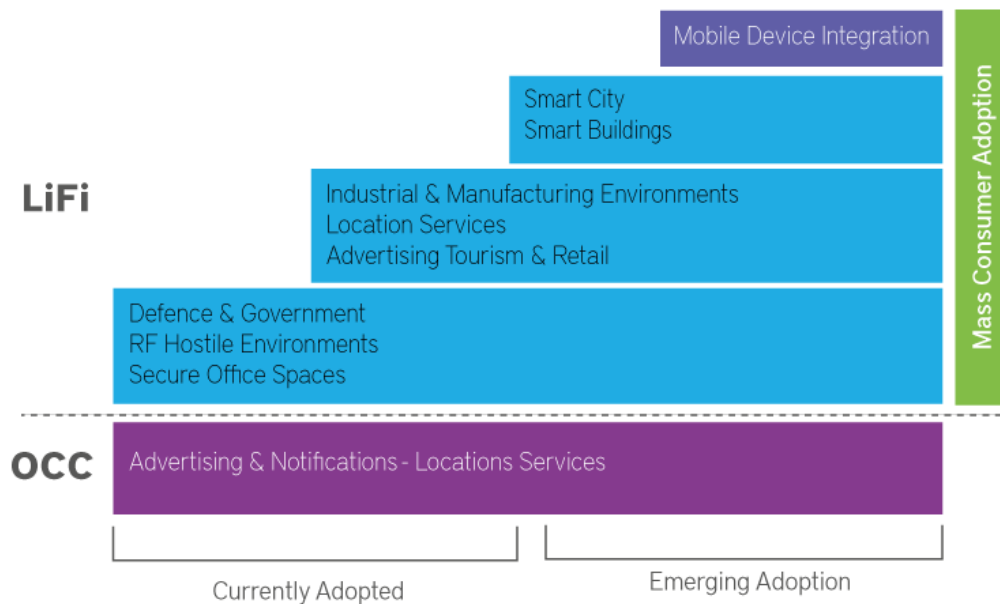 Mobile Device Integration
Smart City
Smart Buildings
Mass Consumer Adoption
LiFi
Industrial & Manufacturing Environments
Location Services
Advertising Tourism & Retail
Defence & Government
RF Hostile Environments
Secure Office Spaces
OCC
Advertising & Notifications - Locations Services
Currently Adopted
Emerging Adoption